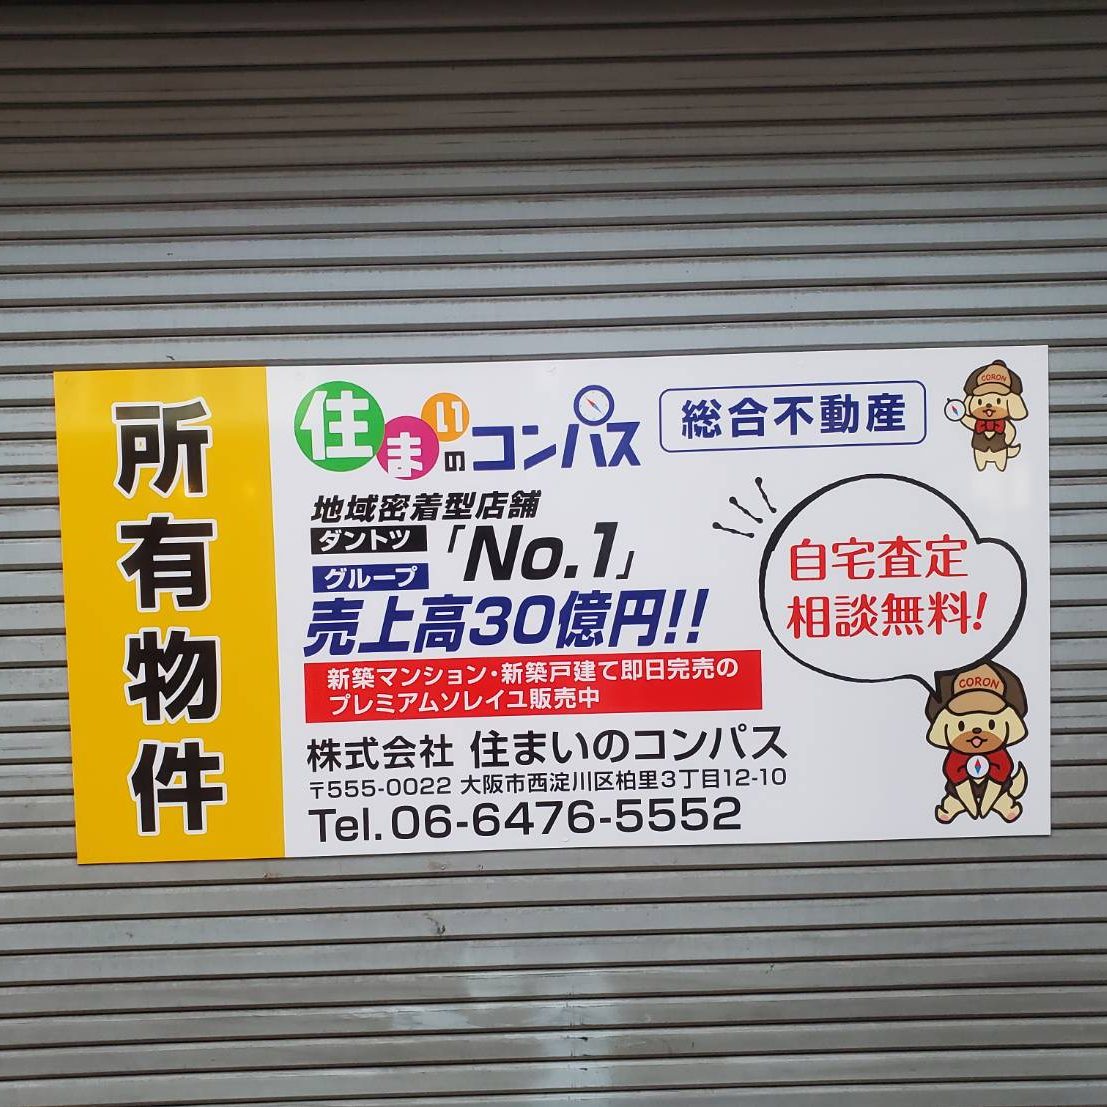 所有物件
住まいのコンパス
総合不動産
CORON
地域密着型店舗
ダントツ
「No.1」
グループ
売上高30億円!!
新築マンション・新築戸建て即日完売の
プレミアムソレイユ販売中
自宅査定
相談無料!
CORON
株式会社 住まいのコンパス
〒555-0022 大阪市西淀川区柏里3丁目12-10
Tel. 06-6476-5552